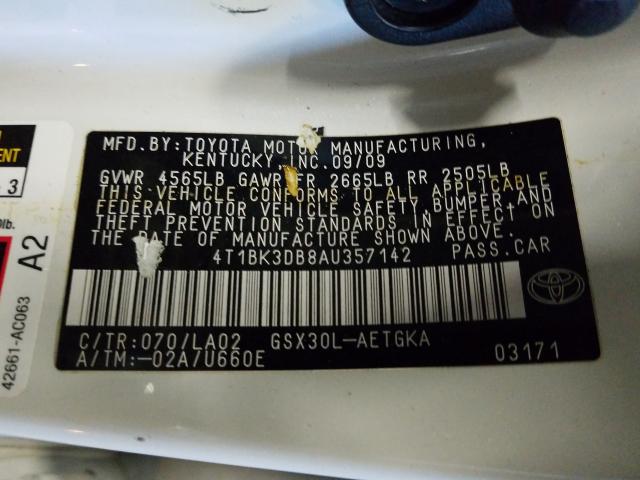 MFD.BY:TOYOTA MOTOR MANUFACTURING,
KENTUCKY,INC.09/09
GVWR 4565LB GAWR FR 2665LB RR 2505LB
THIS VEHICLE CONFORMS TO ALL APPLICABLE
FEDERAL MOTOR VEHICLE SAFETY, BUMPER,AND
THEFT PREVENTION STANDARDS IN EFFECT ON
THE DATE OF MANUFACTURE SHOWN ABOVE.
4T1BK3DB8AU357142 PASS.CAR
C/TR:070/LA02 GSX30L-AETGKA
A/TM:-02A/U660E 03171
A2
42661-AC063
3